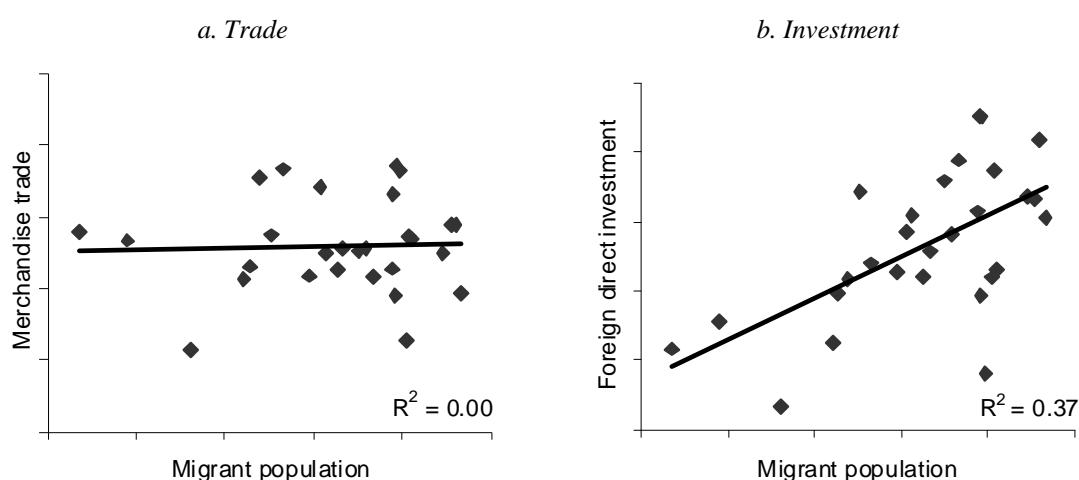 a. Trade
Merchandise trade
R² = 0.00
Migrant population
b. Investment
Foreign direct investment
R² = 0.37
Migrant population